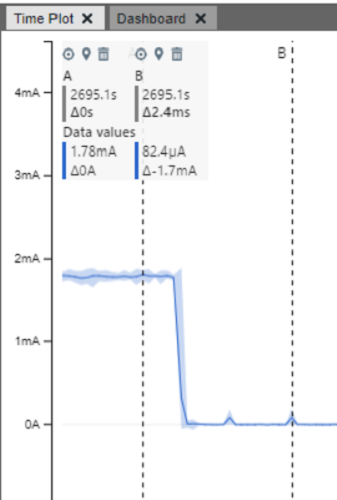 Time Plot ✕ Dashboard ✕
A B
2695.1s 2695.1s
Δ0s Δ2.4ms
Data values
1.78mA 82.4µA
Δ0A Δ-1.7mA
B
4mA
3mA
2mA
1mA
0A